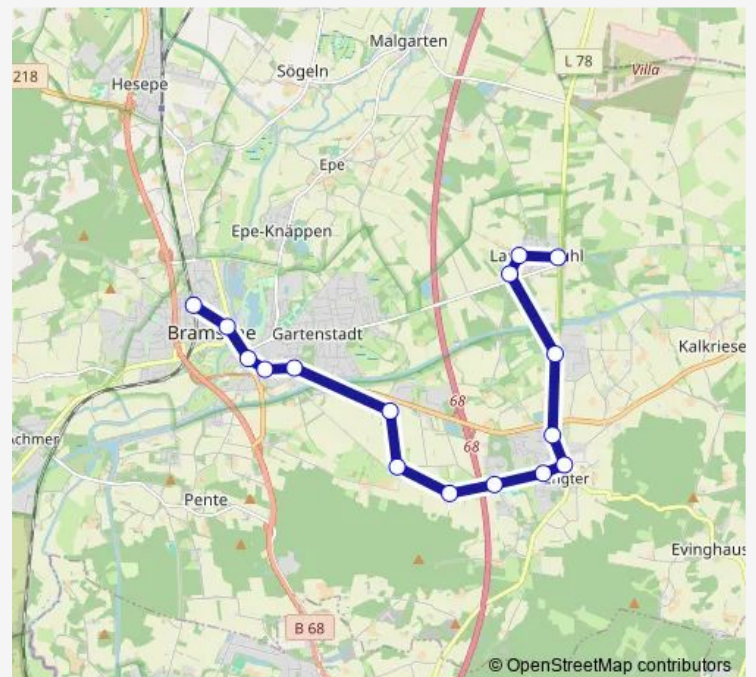 Malgarten
L 78
Sögeln
218
Villa
Hesepe
Epe
Epe-Knäppen
Gartenstadt
Kalkriese
68
68
Pente
Evinghaus
B 68
© OpenStreetMap contributors